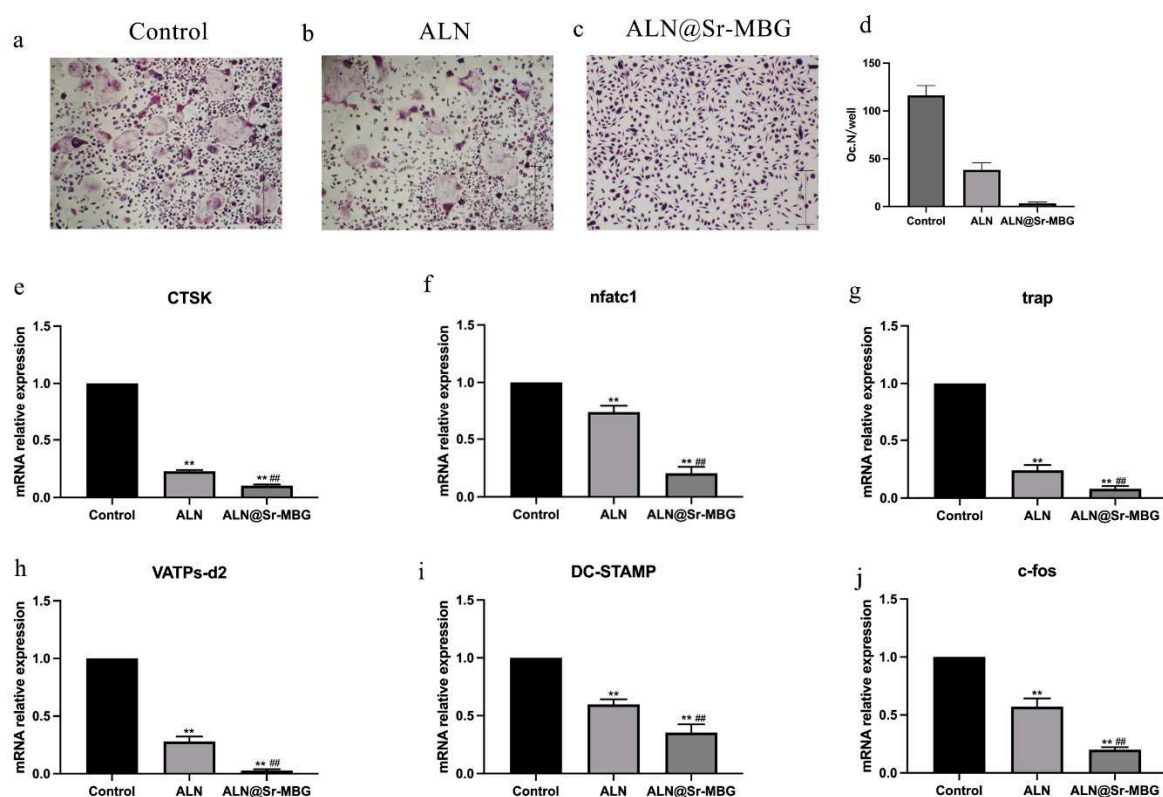 a
Control
b
ALN
c
ALN@Sr-MBG
d
150
100
50
0
Oc.N/well
Control
ALN
ALN@Sr-MBG
e
CTSK
1.5
1.0
0.5
0.0
mRNA relative expression
**
** ##
Control
ALN
ALN@Sr-MBG
f
nfatc1
1.5
1.0
0.5
0.0
mRNA relative expression
**
** ##
Control
ALN
ALN@Sr-MBG
g
trap
1.5
1.0
0.5
0.0
mRNA relative expression
**
** ##
Control
ALN
ALN@Sr-MBG
h
VATPs-d2
1.5
1.0
0.5
0.0
mRNA relative expression
**
** ##
Control
ALN
ALN@Sr-MBG
i
DC-STAMP
1.5
1.0
0.5
0.0
mRNA relative expression
**
** ##
Control
ALN
ALN@Sr-MBG
j
c-fos
1.5
1.0
0.5
0.0
mRNA relative expression
**
** ##
Control
ALN
ALN@Sr-MBG